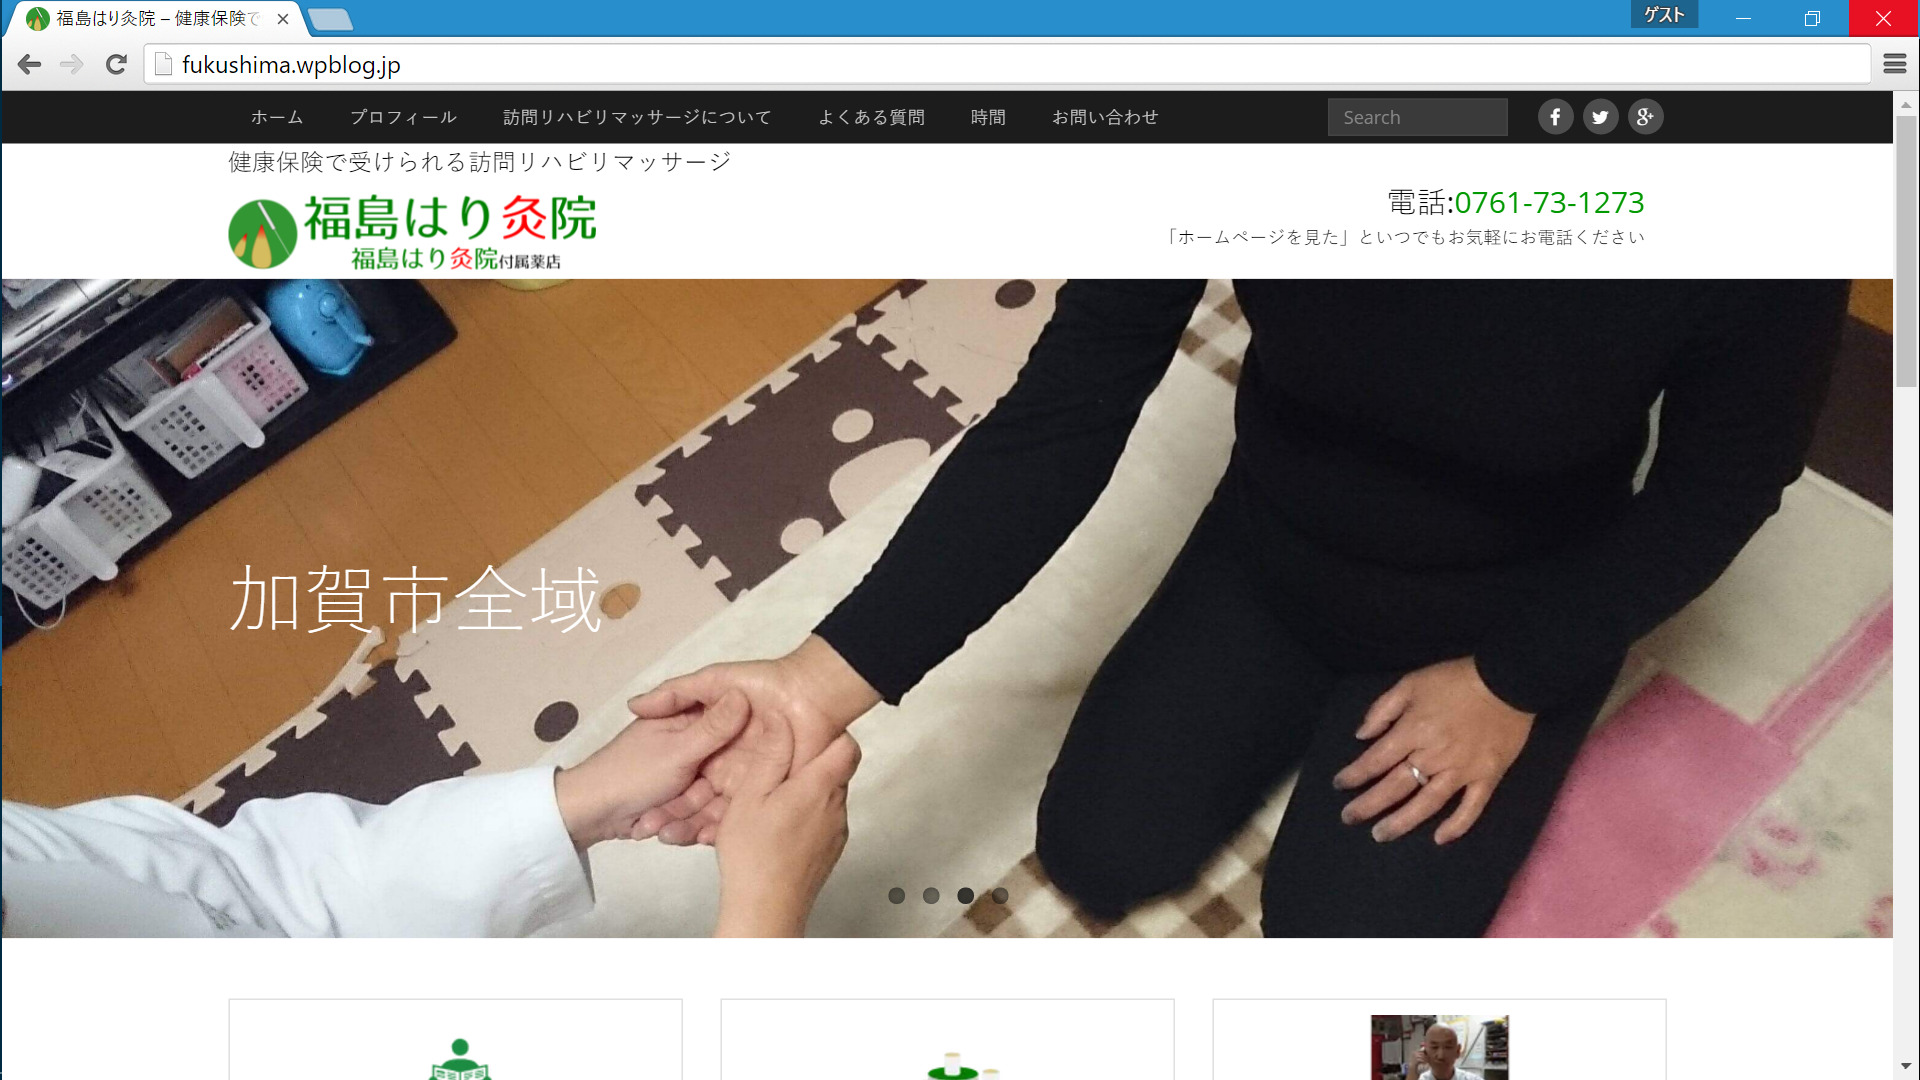 福島はり灸院 – 健康保険で
ゲスト
fukushima.wpblog.jp
ホーム プロフィール 訪問リハビリマッサージについて よくある質問 時間 お問い合わせ Search
健康保険で受けられる訪問リハビリマッサージ
福島はり灸院
福島はり灸院付属薬店
電話:0761-73-1273
「ホームページを見た」といつでもお気軽にお電話ください
加賀市全域